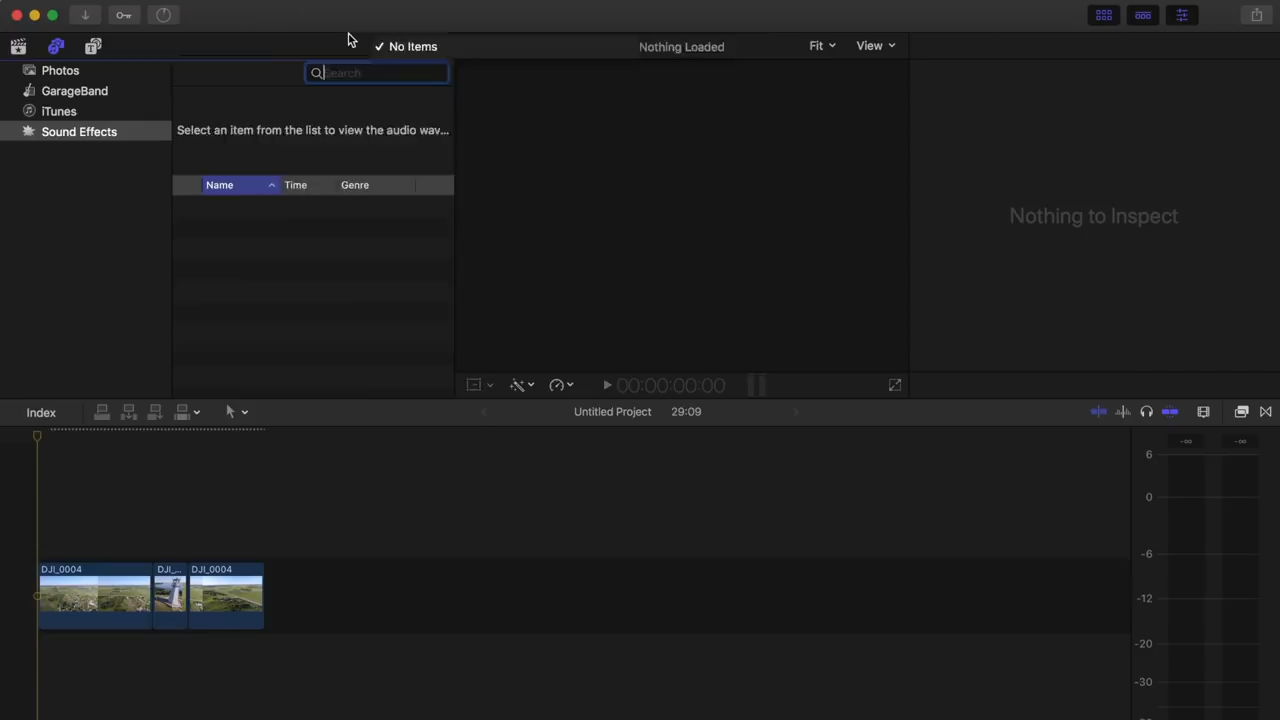 ✓ No Items
Nothing Loaded
Fit
View
Photos
GarageBand
iTunes
Sound Effects
Search
Select an item from the list to view the audio wav...
Name
Time
Genre
Nothing to Inspect
00:00:00:00
Index
Untitled Project
29:09
-∞
-∞
6
0
-6
-12
-20
-30
DJI_0004
DJI_...
DJI_0004